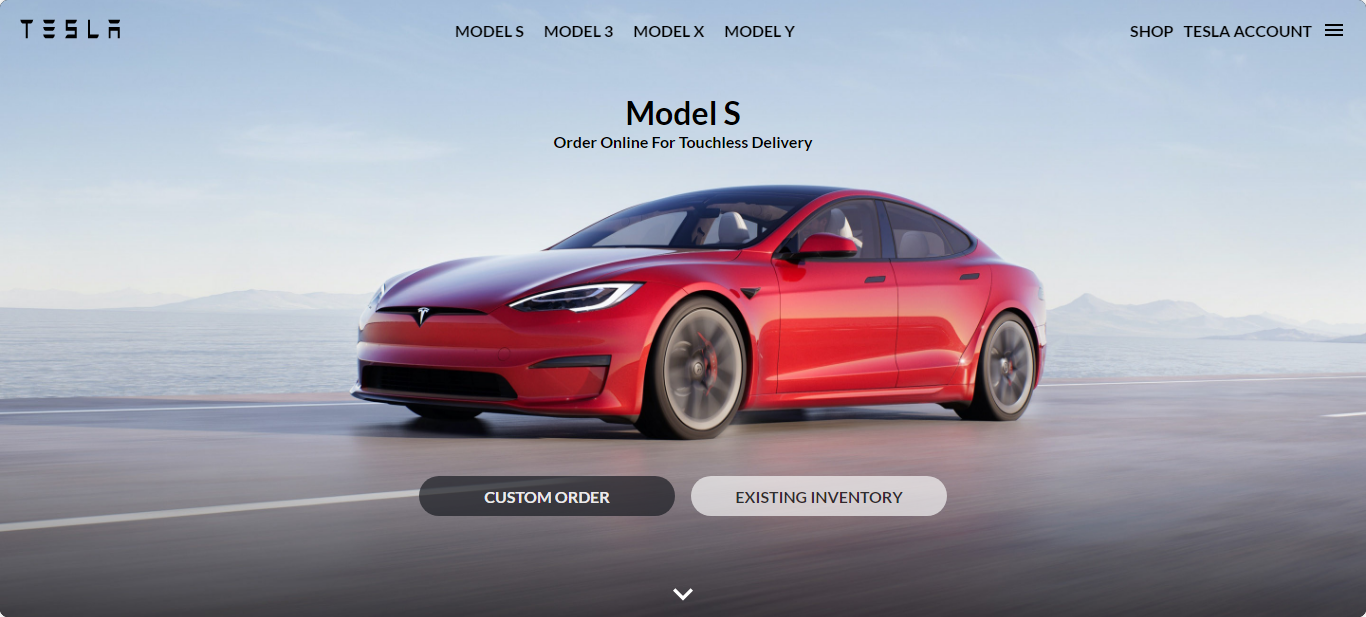 TESLA
MODEL S MODEL 3 MODEL X MODEL Y
SHOP TESLA ACCOUNT
Model S
Order Online For Touchless Delivery
CUSTOM ORDER
EXISTING INVENTORY